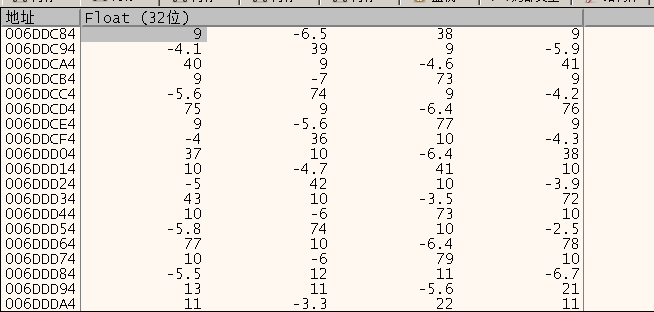 地址 Float (32位)
006DDC84 9 -6.5 38 9
006DDC94 -4.1 39 9 -5.9
006DDCA4 40 9 -4.6 41
006DDCB4 9 -7 73 9
006DDCC4 -5.6 74 9 -4.2
006DDCD4 75 9 -6.4 76
006DDCE4 9 -5.6 77 9
006DDCF4 -4 36 10 -4.3
006DDD04 37 10 -6.4 38
006DDD14 10 -4.7 41 10
006DDD24 -5 42 10 -3.9
006DDD34 43 10 -3.5 72
006DDD44 10 -6 73 10
006DDD54 -5.8 74 10 -2.5
006DDD64 77 10 -6.4 78
006DDD74 10 -6 79 10
006DDD84 -5.5 12 11 -6.7
006DDD94 13 11 -5.6 21
006DDDA4 11 -3.3 22 11